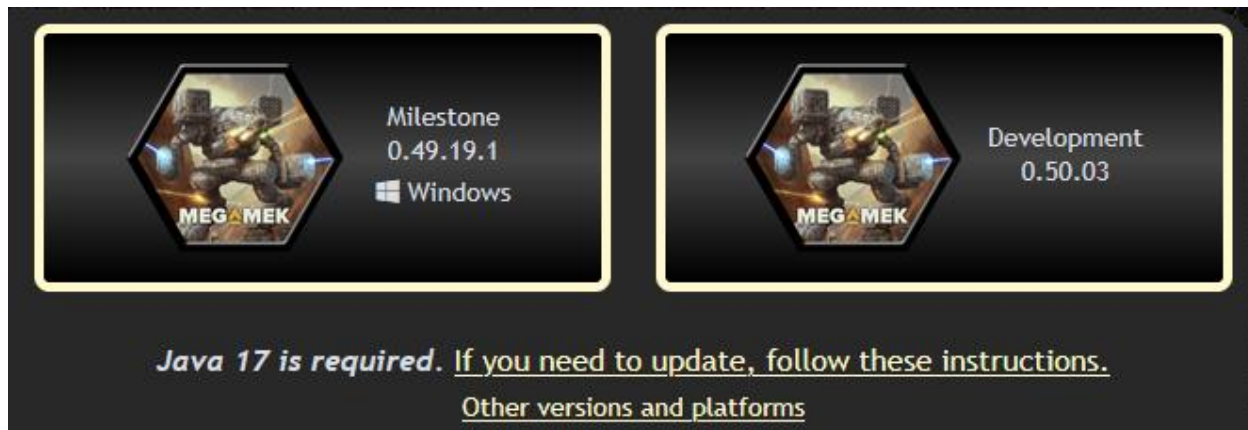 MEGAMEK
Milestone
0.49.19.1
Windows
MEGAMEK
Development
0.50.03
Java 17 is required. If you need to update, follow these instructions.
Other versions and platforms